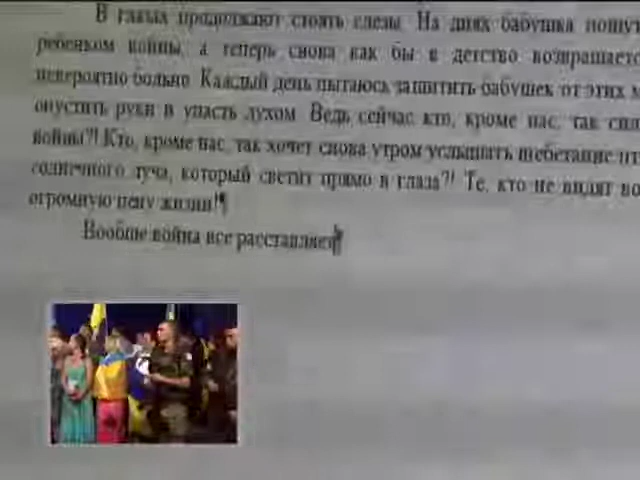 В глазах продолжают стоять слезы. На днях бабушка
ребенком войны, а теперь снова как бы в детство
невероятно больно. Каждый день пытаюсь защитить бабушек от этих
опустить руки и упасть духом. Ведь сейчас кто, кроме нас, так
войны?! Кто, кроме нас, так хочет снова утром услышать щебетание
солнечного луча, который светит прямо в глаза?! Те, кто не видят
огромную цену жизни!¶
Вообще война все расставляет¶